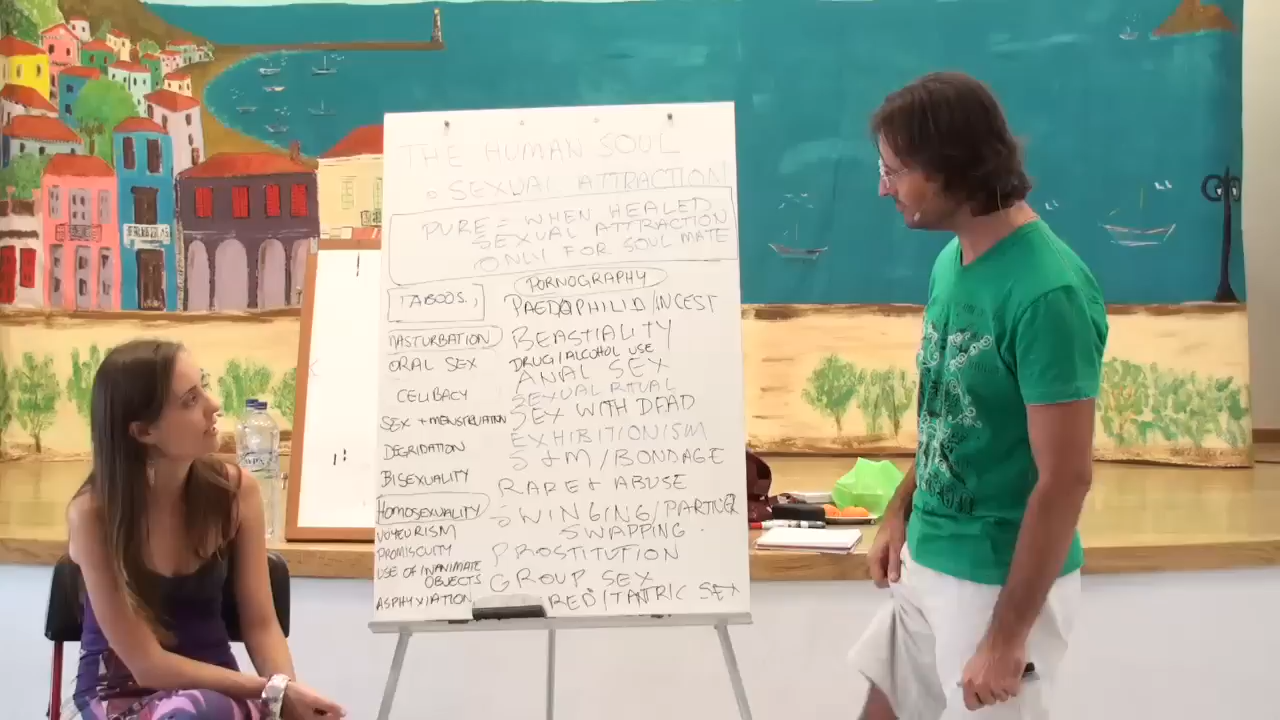 THE HUMAN SOUL
SEXUAL ATTRACTION
PURE = WHEN HEALED
SEXUAL ATTRACTION
ONLY FOR SOUL MATE
TABOOS,
MASTURBATION
ORAL SEX
CELIBACY
SEX + MENSTRUATION
DEGRIDATION
BISEXUALITY
HOMOSEXUALITY
VOYEURISM
PROMISCUITY
USE OF INANIMATE
OBJECTS
ASPHYXIATION
PORNOGRAPHY
PAEDOPHILIA/INCEST
BEASTIALITY
DRUG/ALCOHOL USE
ANAL SEX
SEXUAL RITUAL
SEX WITH DEAD
EXHIBITIONISM
S+M/BONDAGE
RAPE + ABUSE
SWINGING/PARTNER
SWAPPING
PROSTITUTION
GROUP SEX
SEX